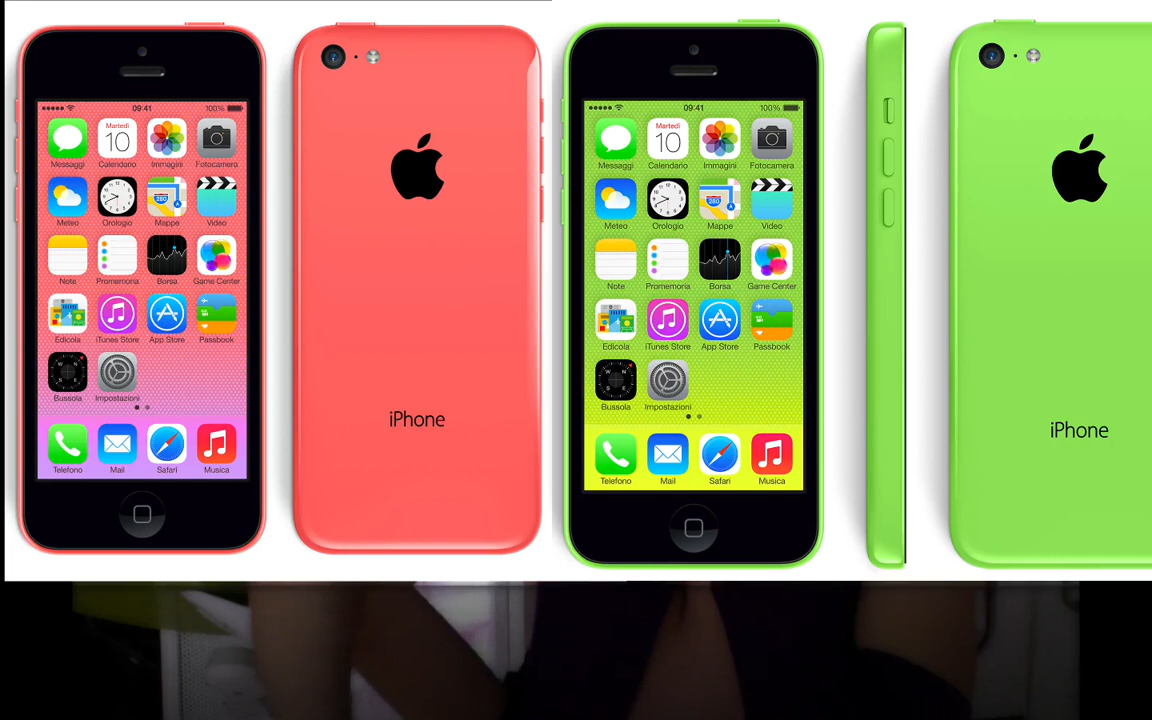 09:41 100%
Martedì
10
Messaggi Calendario Immagini Fotocamera
280
Meteo Orologio Mappe Video
Note Promemoria Borsa Game Center
Edicola iTunes Store App Store Passbook
N
W E
S
Bussola Impostazioni
Telefono Mail Safari Musica
iPhone
09:41 100%
Martedì
10
Messaggi Calendario Immagini Fotocamera
280
Meteo Orologio Mappe Video
Note Promemoria Borsa Game Center
Edicola iTunes Store App Store Passbook
N
W E
S
Bussola Impostazioni
Telefono Mail Safari Musica
iPhone